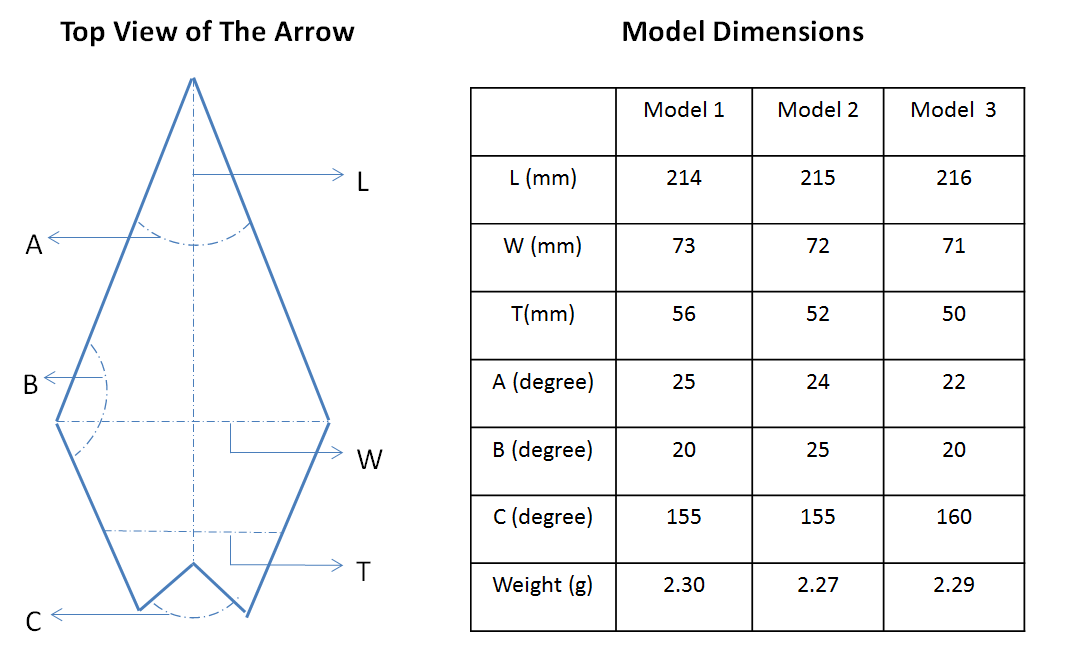 Top View of The Arrow
L
A
B
W
T
C
Model Dimensions
Model 1 Model 2 Model 3
L (mm) 214 215 216
W (mm) 73 72 71
T(mm) 56 52 50
A (degree) 25 24 22
B (degree) 20 25 20
C (degree) 155 155 160
Weight (g) 2.30 2.27 2.29